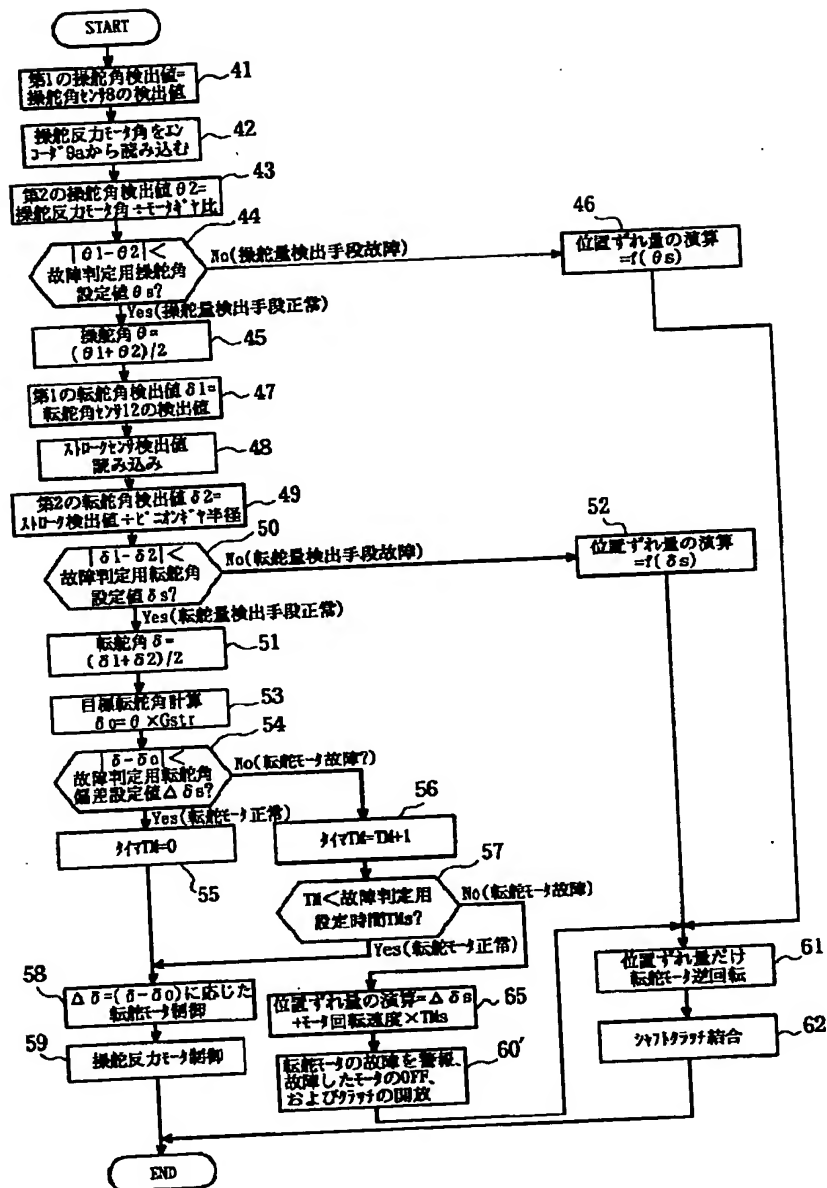 START
第1の操舵角検出値=
操舵角ｾﾝｻ8の検出値
41
操舵反力ﾓｰﾀ角をｴﾝ
ｺｰﾀﾞ9aから読み込む
42
第2の操舵角検出値θ2=
操舵反力ﾓｰﾀ角÷ﾓｰﾀｷﾞﾔ比
43
|θ1-θ2|<
故障判定用操舵角
設定値θs?
44
No(操舵量検出手段故障)
位置ずれ量の演算
=f(θs)
46
Yes(操舵量検出手段正常)
操舵角θ=
(θ1+θ2)/2
45
第1の転舵角検出値δ1=
転舵角ｾﾝｻ12の検出値
47
ｽﾄﾛｰｸｾﾝｻ検出値
読み込み
48
第2の転舵角検出値δ2=
ｽﾄﾛｰｸ検出値÷ﾋﾟﾆｵﾝｷﾞﾔ半径
49
|δ1-δ2|<
故障判定用転舵角
設定値δs?
50
No(転舵量検出手段故障)
位置ずれ量の演算
=f(δs)
52
Yes(転舵量検出手段正常)
転舵角δ=
(δ1+δ2)/2
51
目標転舵角計算
δo=θ×Gstr
53
|δ-δo|<
故障判定用転舵角
偏差設定値Δδs?
54
No(転舵ﾓｰﾀ故障?)
Yes(転舵ﾓｰﾀ正常)
ﾀｲﾏTM=0
55
ﾀｲﾏTM=TM+1
56
TM<故障判定用
設定時間TMs?
57
No(転舵ﾓｰﾀ故障)
Yes(転舵ﾓｰﾀ正常)
58
Δδ=(δ-δo)に応じた
転舵ﾓｰﾀ制御
59
操舵反力ﾓｰﾀ制御
位置ずれ量の演算=Δδs
+ﾓｰﾀ回転速度×TMs
65
転舵ﾓｰﾀの故障を警報、
故障したﾓｰﾀのOFF、
およびｸﾗｯﾁの開放
60'
位置ずれ量だけ
転舵ﾓｰﾀ逆回転
61
ｼｬﾌﾄｸﾗｯﾁ結合
62
END